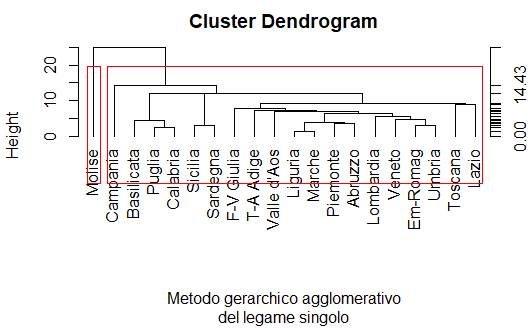 Cluster Dendrogram
Height
0 10 20
0.00 14.43
Molise
Campania
Basilicata
Puglia
Calabria
Sicilia
Sardegna
F-V Giulia
T-A Adige
Valle d'Aos
Liguria
Marche
Piemonte
Abruzzo
Lombardia
Veneto
Em-Romag
Umbria
Toscana
Lazio
Metodo gerarchico agglomerativo
del legame singolo